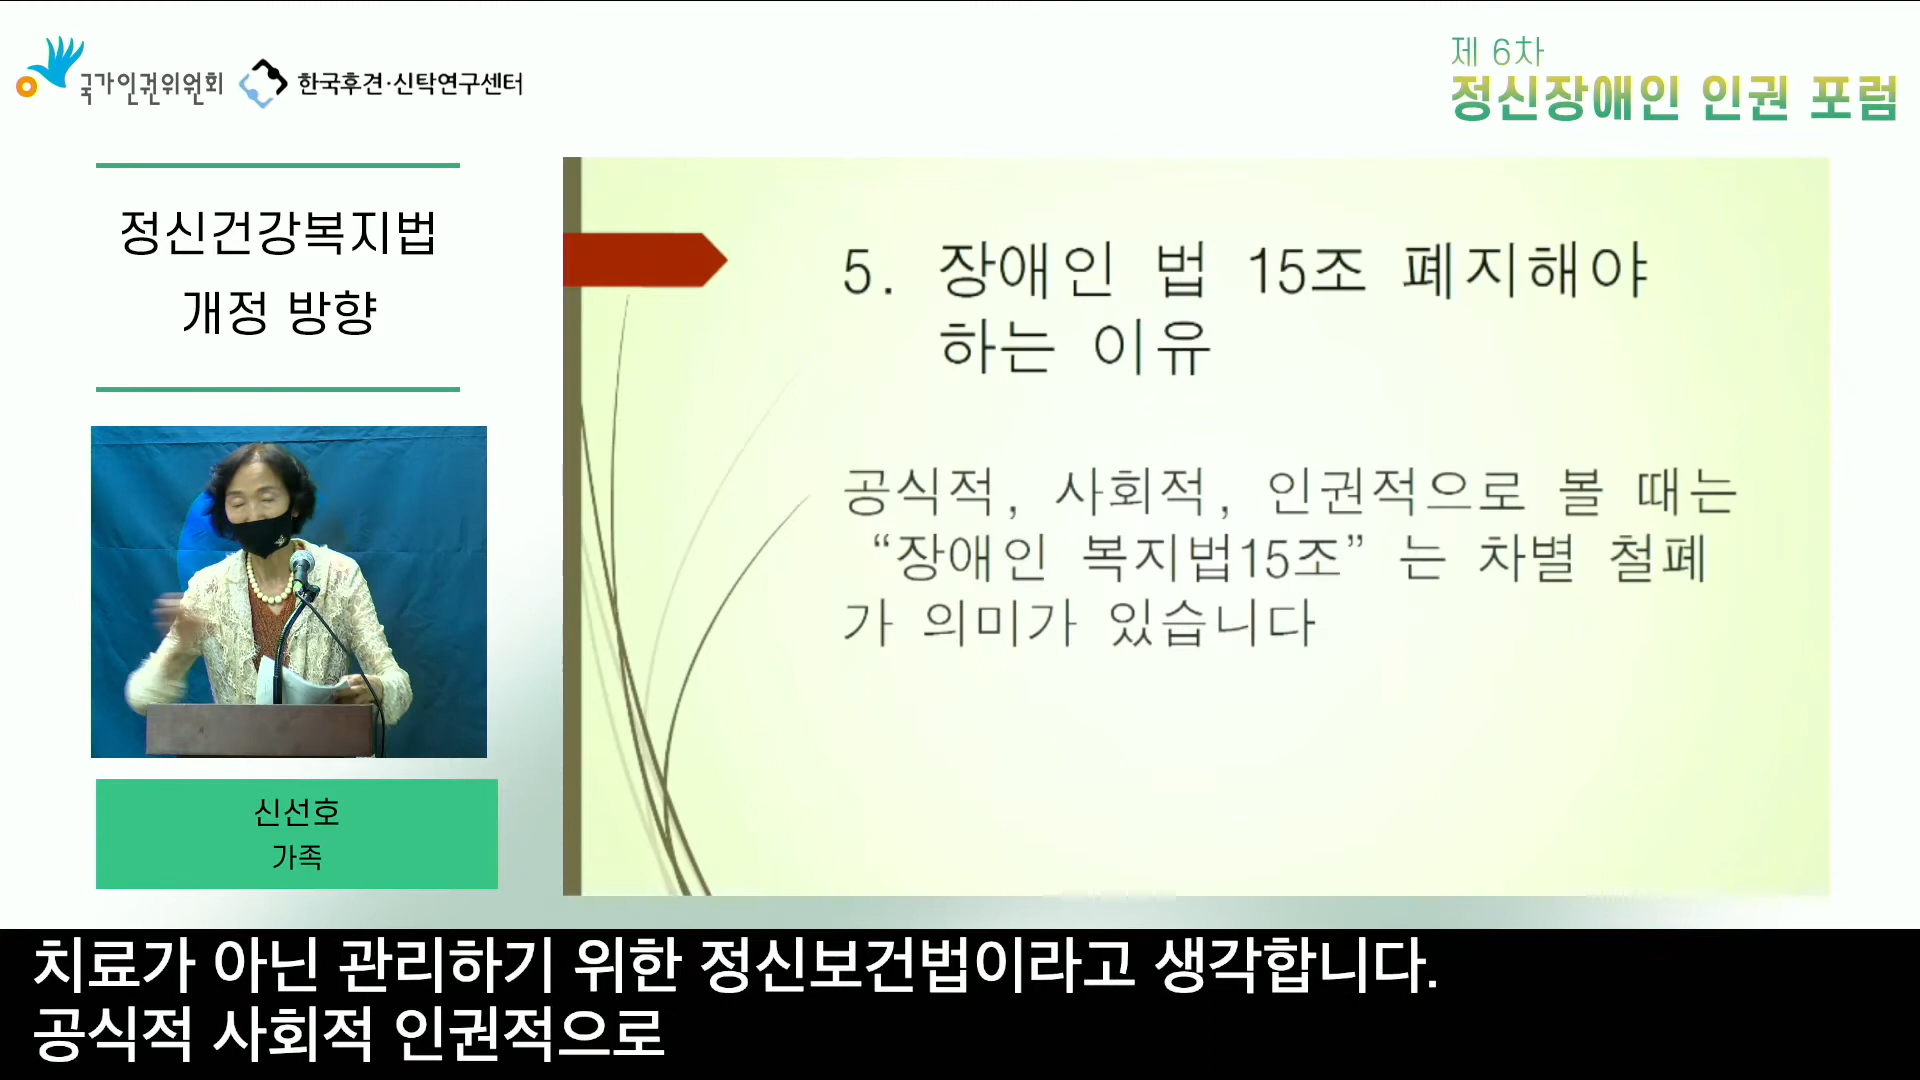 국가인권위원회
한국후견·신탁연구센터
제 6차
정신장애인 인권 포럼
정신건강복지법
개정 방향
5. 장애인 법 15조 폐지해야
하는 이유
공식적, 사회적, 인권적으로 볼 때는
“장애인 복지법15조” 는 차별 철폐
가 의미가 있습니다
신선호
가족
치료가 아닌 관리하기 위한 정신보건법이라고 생각합니다.
공식적 사회적 인권적으로